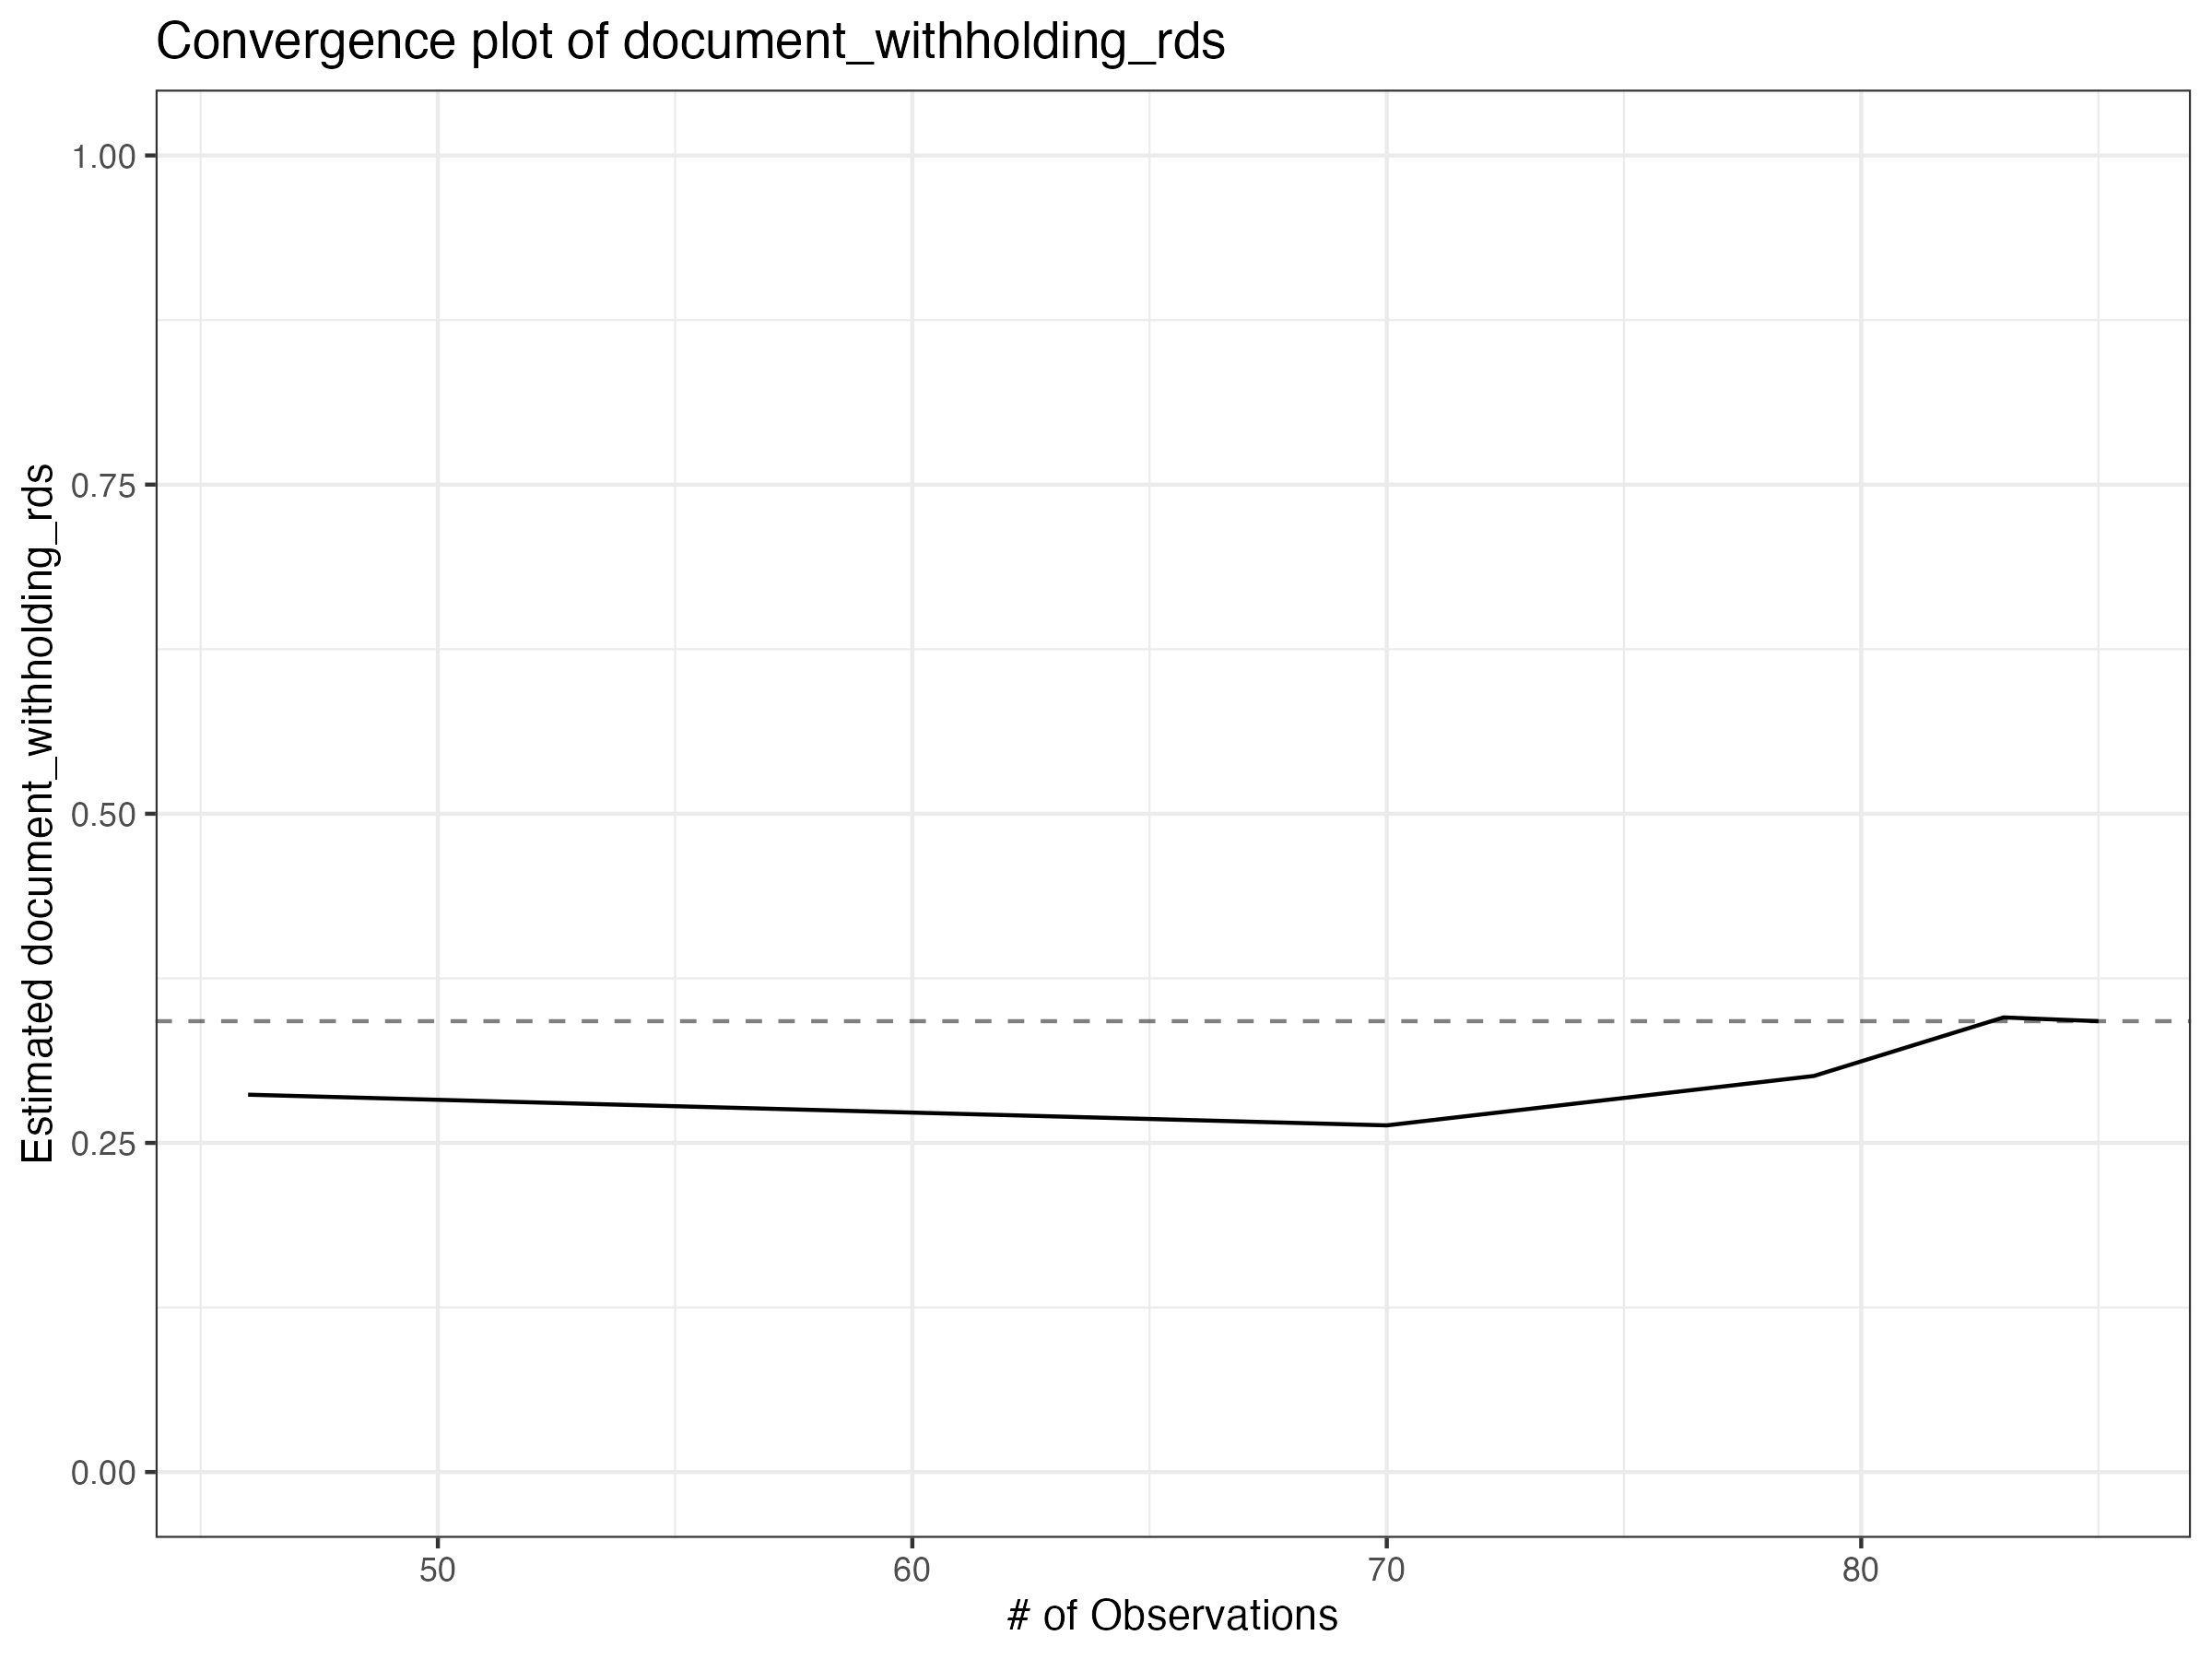 Convergence plot of document_withholding_rds
Estimated document_withholding_rds
1.00
0.75
0.50
0.25
0.00
50 60 70 80
# of Observations